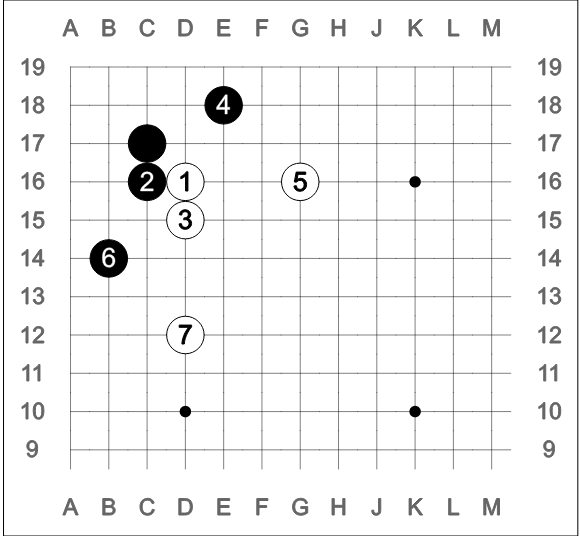 A B C D E F G H J K L M
19 19
18 4 18
17 17
16 2 1 5 16
15 3 15
14 6 14
13 13
12 7 12
11 11
10 10
9 9
A B C D E F G H J K L M